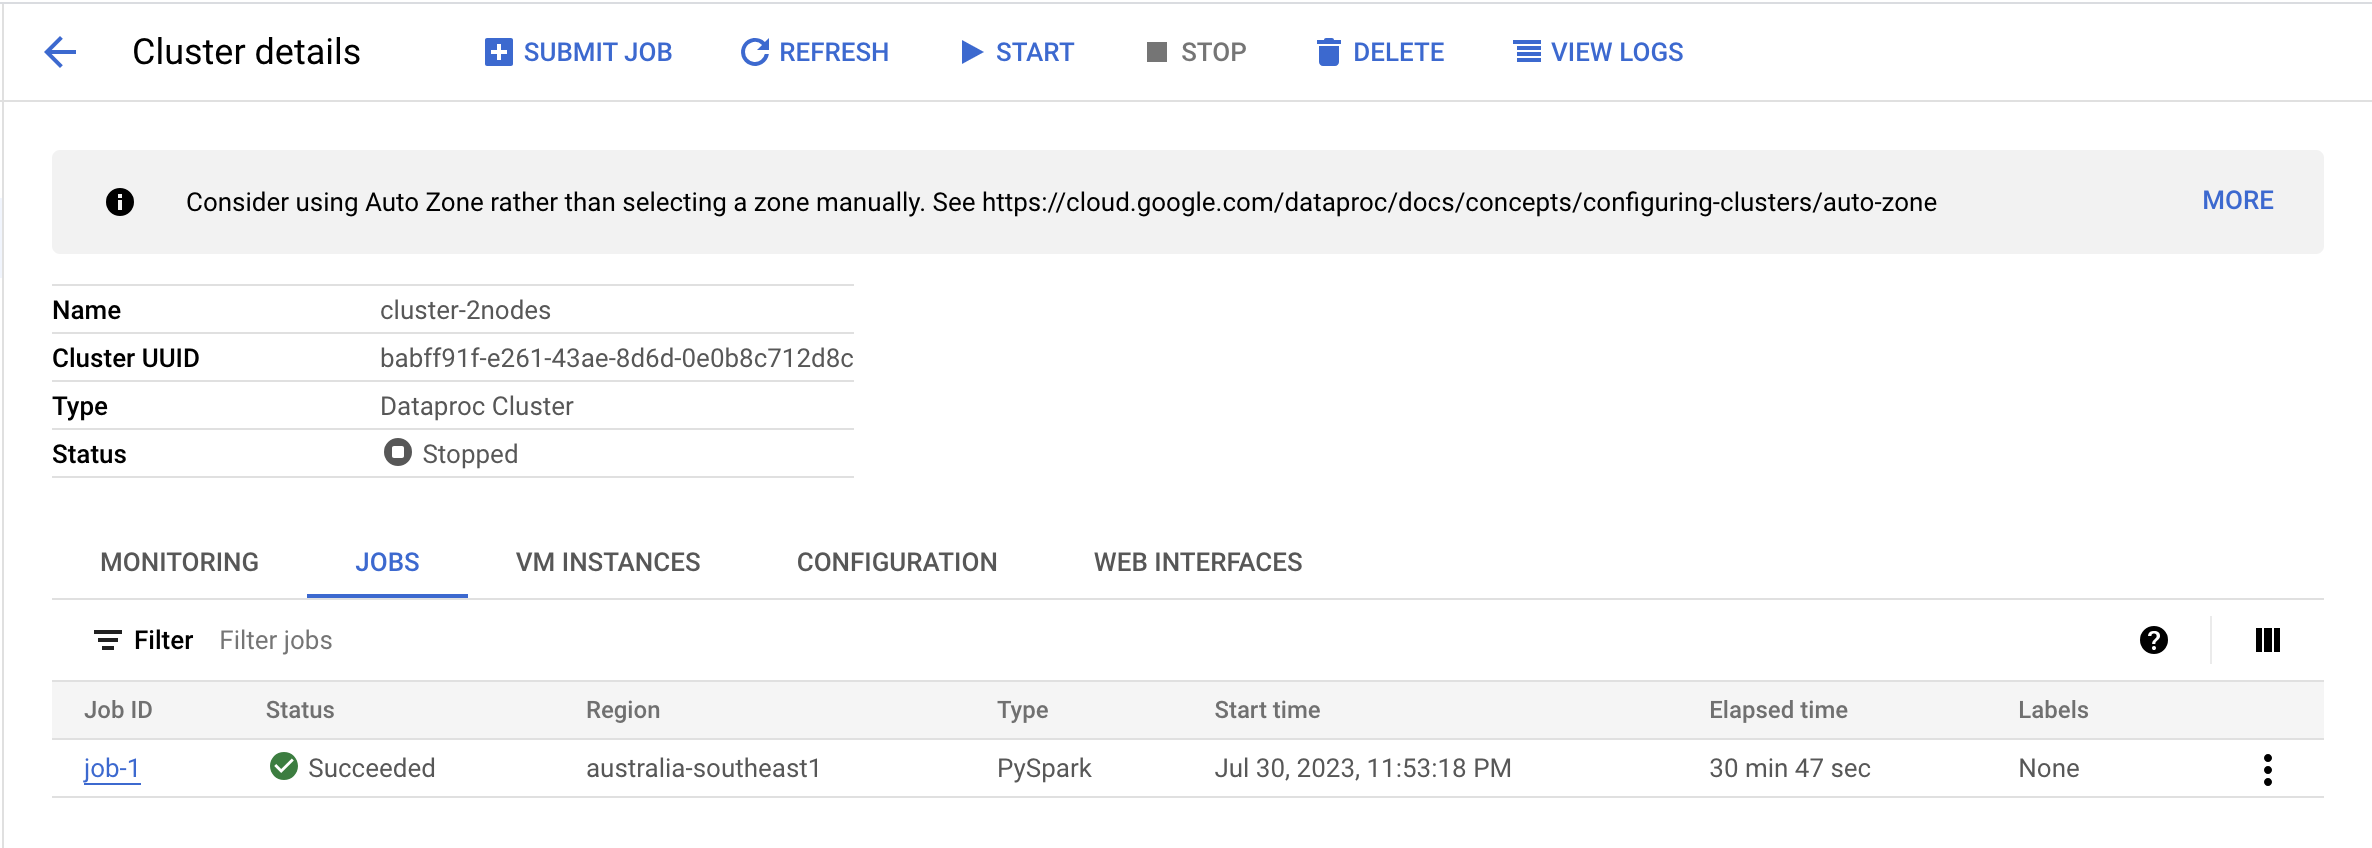 Cluster details SUBMIT JOB REFRESH START STOP DELETE VIEW LOGS
Consider using Auto Zone rather than selecting a zone manually. See https://cloud.google.com/dataproc/docs/concepts/configuring-clusters/auto-zone MORE
Name cluster-2nodes
Cluster UUID babff91f-e261-43ae-8d6d-0e0b8c712d8c
Type Dataproc Cluster
Status Stopped
MONITORING JOBS VM INSTANCES CONFIGURATION WEB INTERFACES
Filter Filter jobs
Job ID Status Region Type Start time Elapsed time Labels
job-1 Succeeded australia-southeast1 PySpark Jul 30, 2023, 11:53:18 PM 30 min 47 sec None